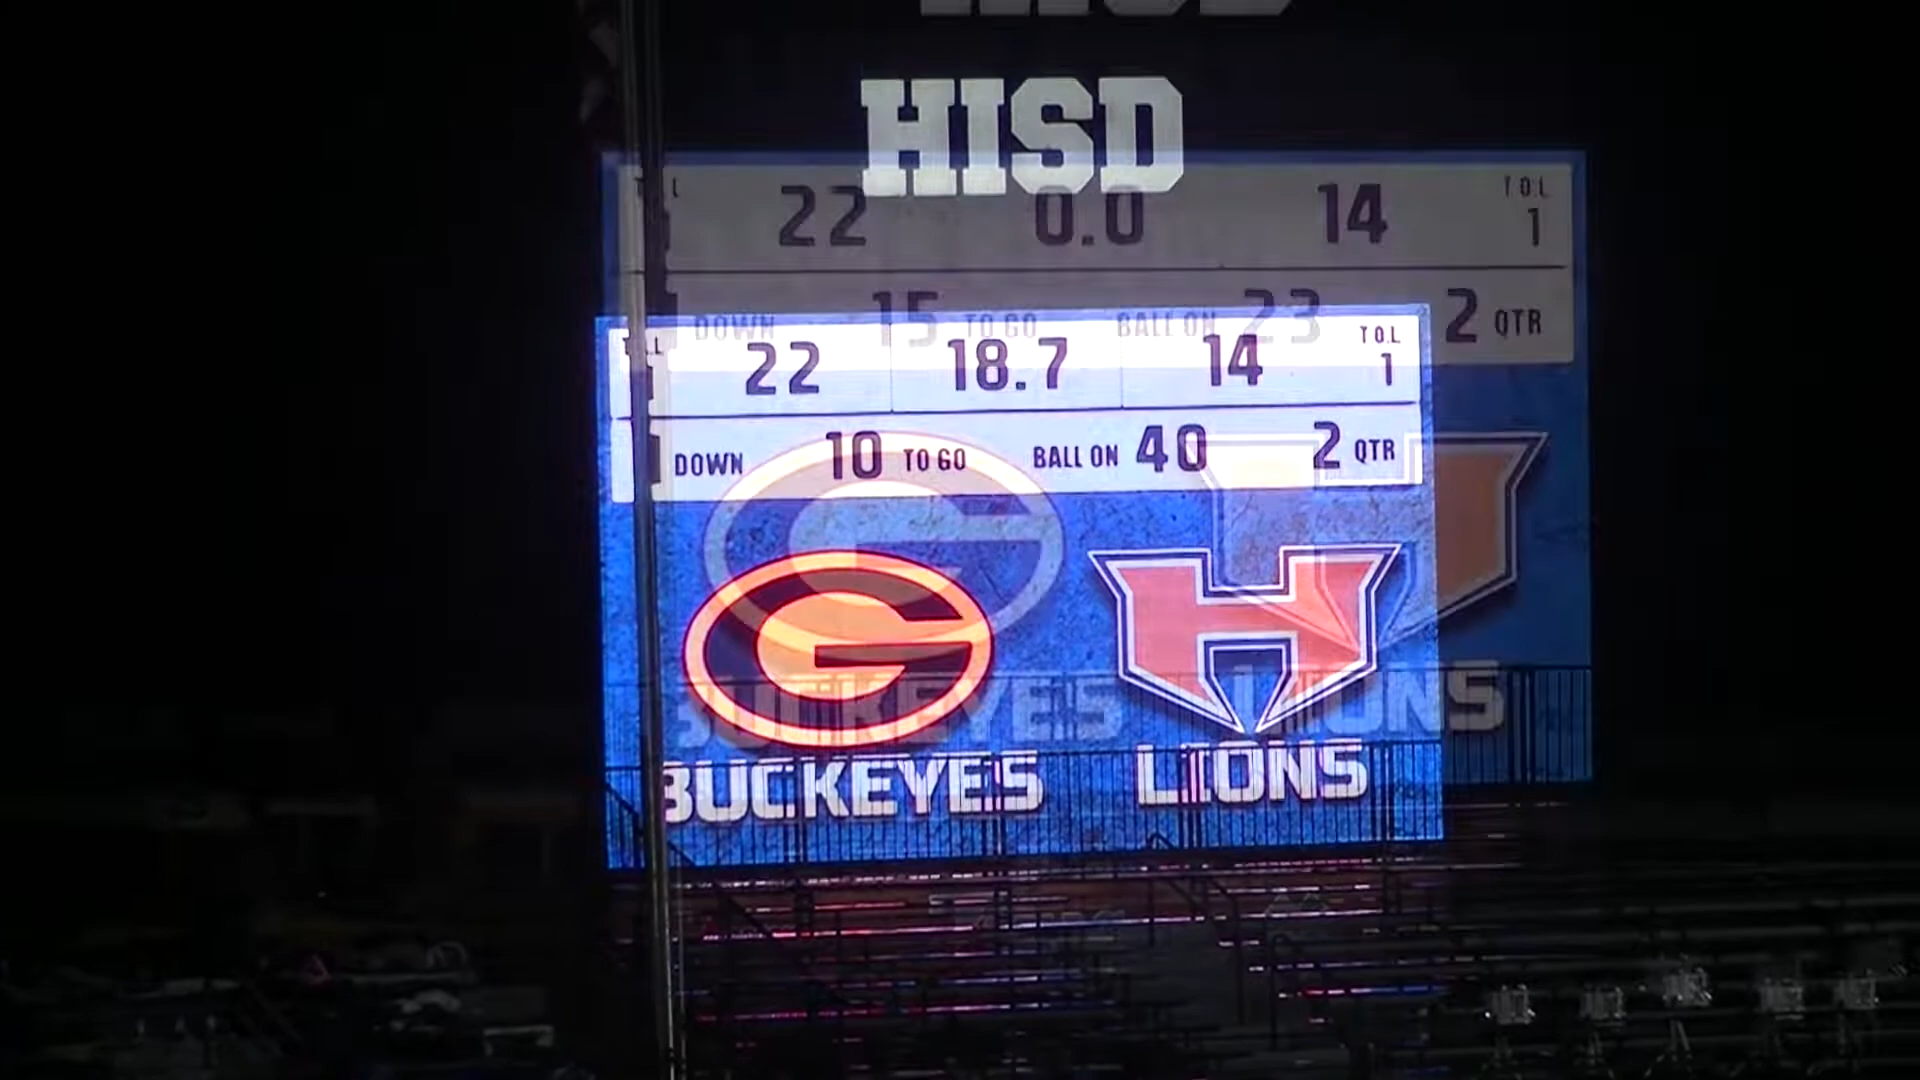 HISD
22 0.0 14 T.O.L 1
DOWN 15 TO GO BALL ON 23 2 QTR
22 18.7 14 T.O.L 1
DOWN 10 TO GO BALL ON 40 2 QTR
G H
BUCKEYES LIONS
BUCKEYES LIONS